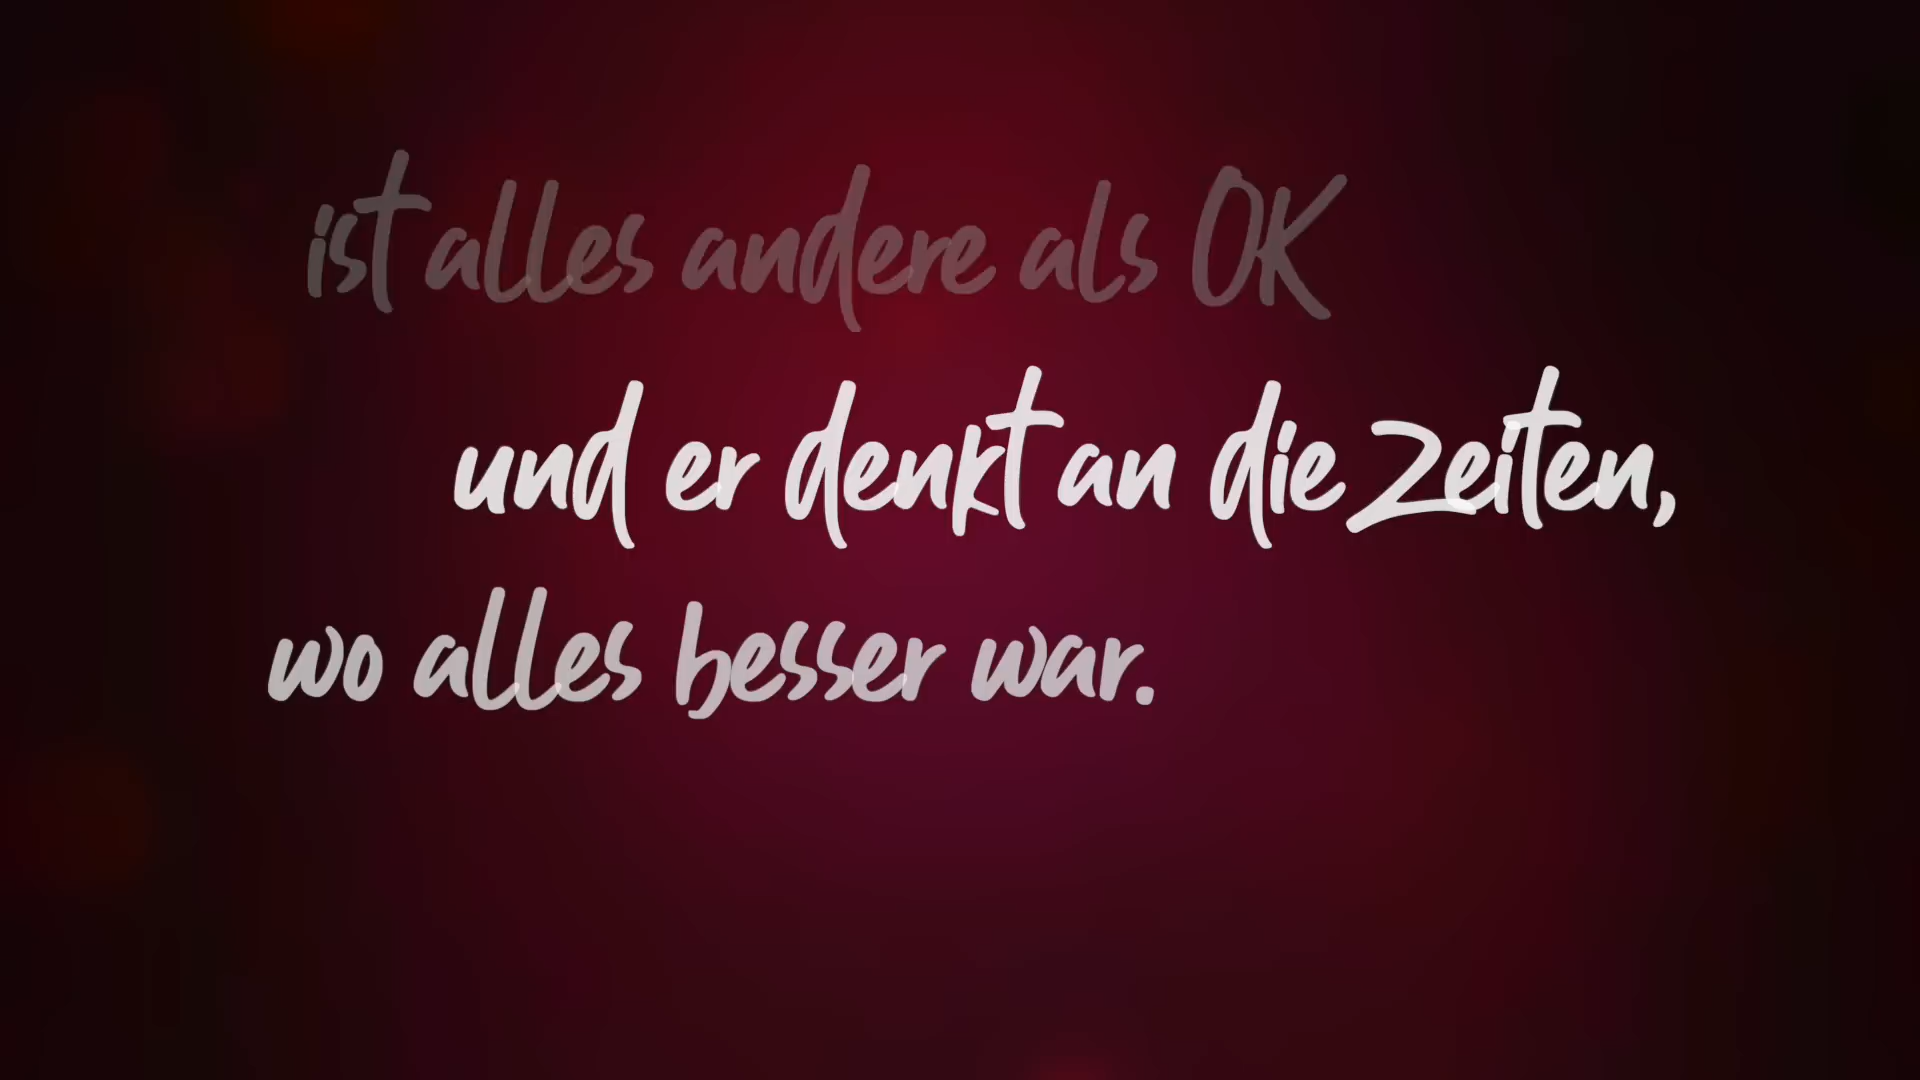 ist alles andere als OK
und er denkt an die Zeiten,
wo alles besser war.